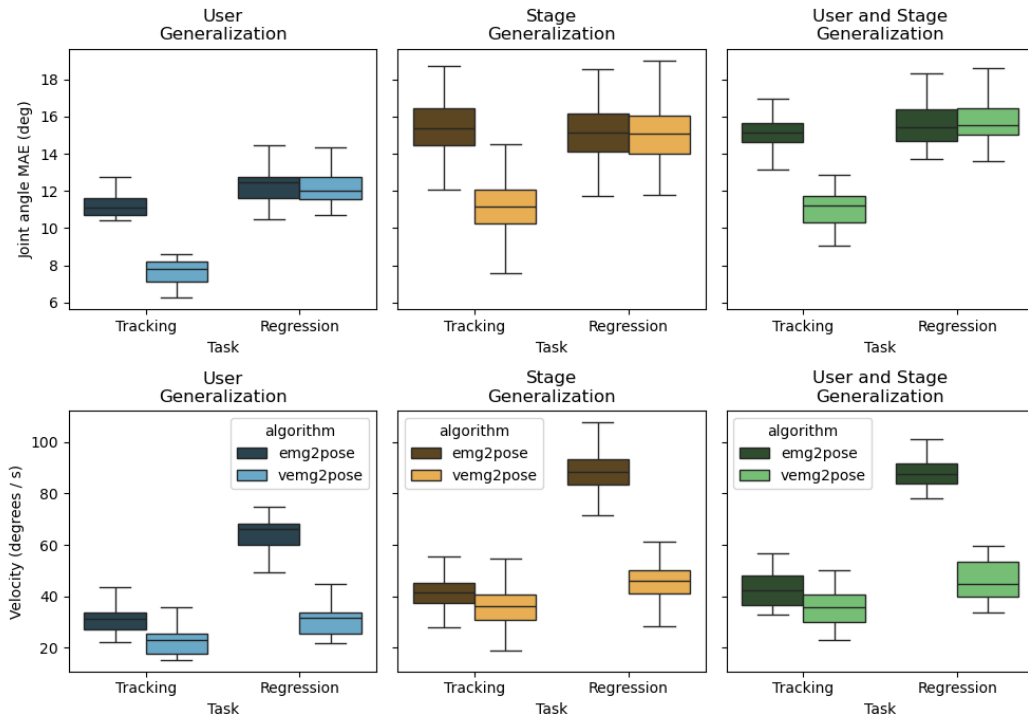 User
Generalization
Stage
Generalization
User and Stage
Generalization
Joint angle MAE (deg)
18
16
14
12
10
8
6
Tracking
Regression
Task
Tracking
Regression
Task
Tracking
Regression
Task
User
Generalization
Stage
Generalization
User and Stage
Generalization
Velocity (degrees / s)
100
80
60
40
20
algorithm
emg2pose
vemg2pose
algorithm
emg2pose
vemg2pose
algorithm
emg2pose
vemg2pose
Tracking
Regression
Task
Tracking
Regression
Task
Tracking
Regression
Task